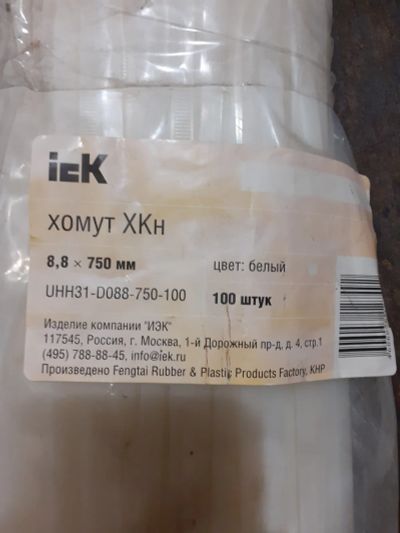 iEK
хомут ХКн
8,8 × 750 мм цвет: белый
UHH31-D088-750-100 100 штук
Изделие компании "ИЭК"
117545, Россия, г. Москва, 1-й Дорожный пр-д, д. 4, стр.1
(495) 788-88-45, info@iek.ru
Произведено Fengtai Rubber & Plastic Products Factory, КНР